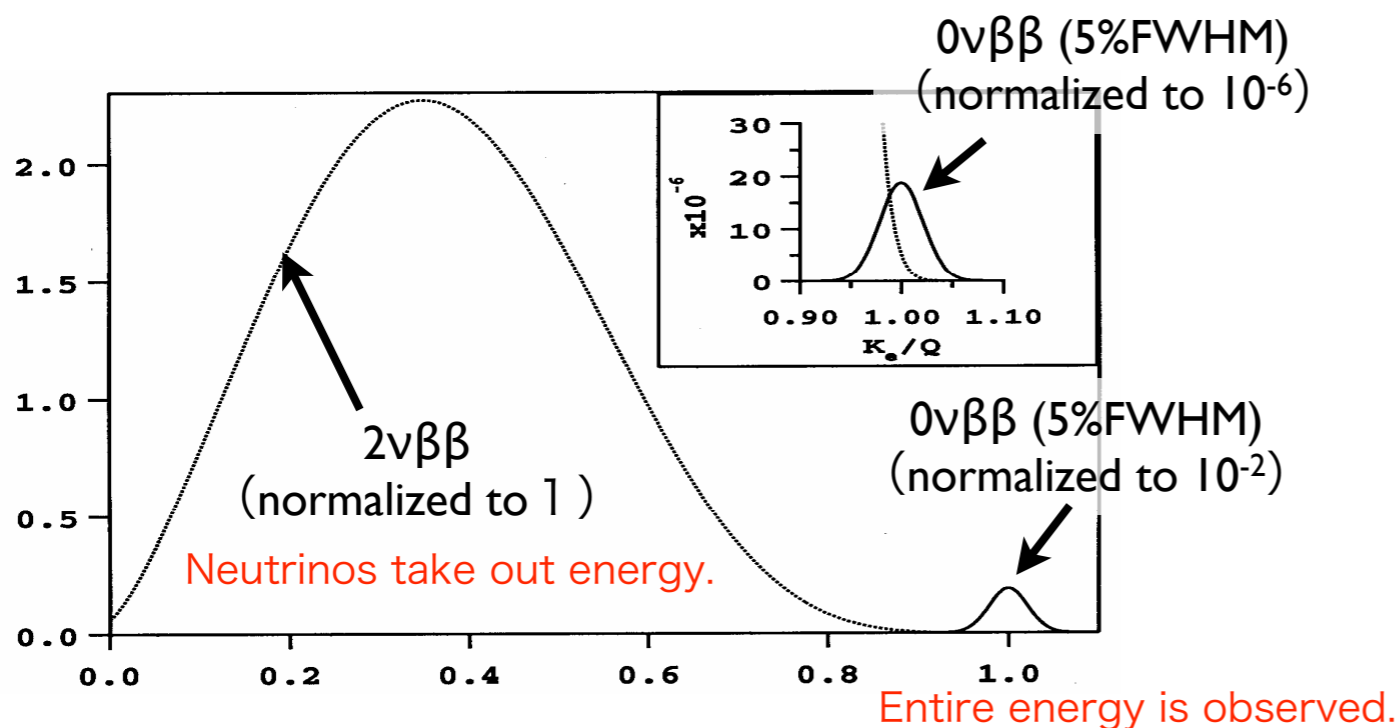 0νββ (5%FWHM)
(normalized to 10⁻⁶)
30
20
10
0
x10⁻⁶
0.90 1.00 1.10
Kₑ/Q
2.0
1.5
1.0
0.5
0.0
2νββ
(normalized to 1)
Neutrinos take out energy.
0νββ (5%FWHM)
(normalized to 10⁻²)
0.0 0.2 0.4 0.6 0.8 1.0
Entire energy is observed.